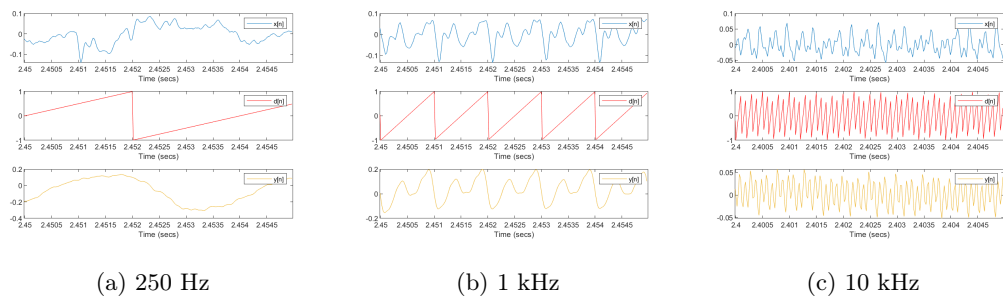 0.1
0
-0.1
x[n]
2.45 2.4505 2.451 2.4515 2.452 2.4525 2.453 2.4535 2.454 2.4545
Time (secs)
1
0
-1
d[n]
2.45 2.4505 2.451 2.4515 2.452 2.4525 2.453 2.4535 2.454 2.4545
Time (secs)
0.2
0
-0.2
-0.4
y[n]
2.45 2.4505 2.451 2.4515 2.452 2.4525 2.453 2.4535 2.454 2.4545
Time (secs)
(a) 250 Hz
0.1
0
-0.1
x[n]
2.45 2.4505 2.451 2.4515 2.452 2.4525 2.453 2.4535 2.454 2.4545
Time (secs)
1
0
-1
d[n]
2.45 2.4505 2.451 2.4515 2.452 2.4525 2.453 2.4535 2.454 2.4545
Time (secs)
0.2
0
-0.2
y[n]
2.45 2.4505 2.451 2.4515 2.452 2.4525 2.453 2.4535 2.454 2.4545
Time (secs)
(b) 1 kHz
0.1
0.05
0
-0.05
x[n]
2.4 2.4005 2.401 2.4015 2.402 2.4025 2.403 2.4035 2.404 2.4045
Time (secs)
1
0
-1
d[n]
2.4 2.4005 2.401 2.4015 2.402 2.4025 2.403 2.4035 2.404 2.4045
Time (secs)
0.05
0
-0.05
y[n]
2.4 2.4005 2.401 2.4015 2.402 2.4025 2.403 2.4035 2.404 2.4045
Time (secs)
(c) 10 kHz